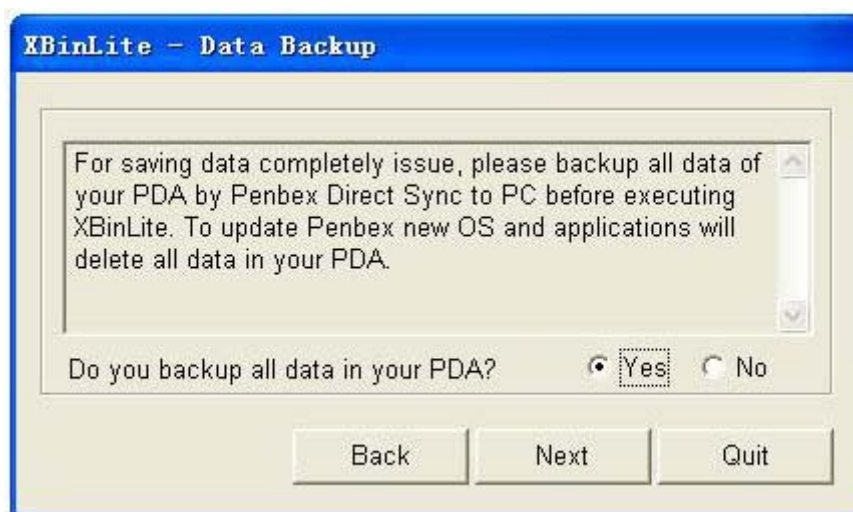 XBinLite - Data Backup
For saving data completely issue, please backup all data of
your PDA by Penbex Direct Sync to PC before executing
XBinLite. To update Penbex new OS and applications will
delete all data in your PDA.
Do you backup all data in your PDA? Yes No
Back Next Quit